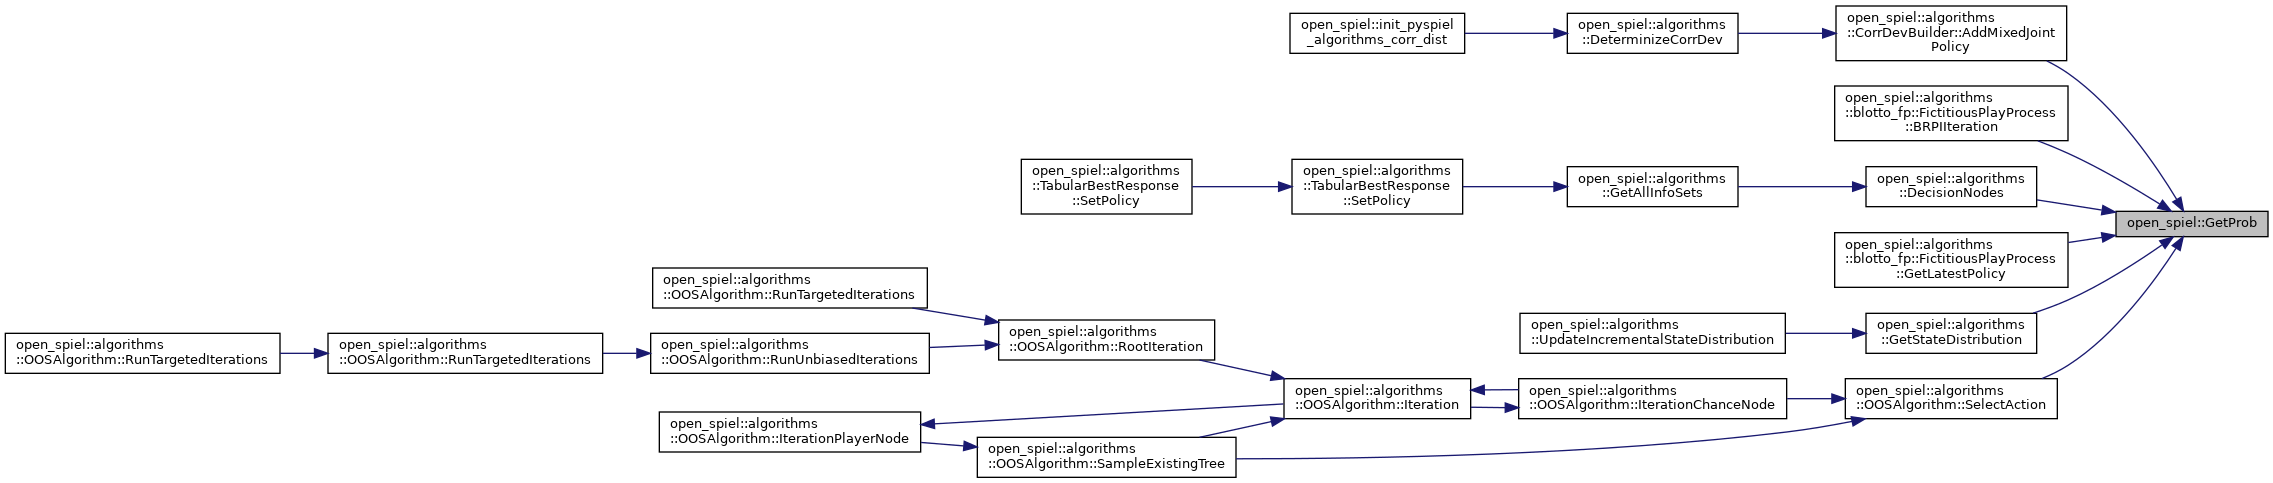 open_spiel::init_pyspiel
_algorithms_corr_dist
open_spiel::algorithms
::DeterminizeCorrDev
open_spiel::algorithms
::CorrDevBuilder::AddMixedJoint
Policy
open_spiel::algorithms
::blotto_fp::FictitiousPlayProcess
::BRPIIteration
open_spiel::algorithms
::TabularBestResponse
::SetPolicy
open_spiel::algorithms
::TabularBestResponse
::SetPolicy
open_spiel::algorithms
::GetAllInfoSets
open_spiel::algorithms
::DecisionNodes
open_spiel::GetProb
open_spiel::algorithms
::blotto_fp::FictitiousPlayProcess
::GetLatestPolicy
open_spiel::algorithms
::OOSAlgorithm::RunTargetedIterations
open_spiel::algorithms
::OOSAlgorithm::RunTargetedIterations
open_spiel::algorithms
::OOSAlgorithm::RunTargetedIterations
open_spiel::algorithms
::OOSAlgorithm::RunUnbiasedIterations
open_spiel::algorithms
::OOSAlgorithm::RootIteration
open_spiel::algorithms
::UpdateIncrementalStateDistribution
open_spiel::algorithms
::GetStateDistribution
open_spiel::algorithms
::OOSAlgorithm::Iteration
open_spiel::algorithms
::OOSAlgorithm::IterationChanceNode
open_spiel::algorithms
::OOSAlgorithm::SelectAction
open_spiel::algorithms
::OOSAlgorithm::IterationPlayerNode
open_spiel::algorithms
::OOSAlgorithm::SampleExistingTree